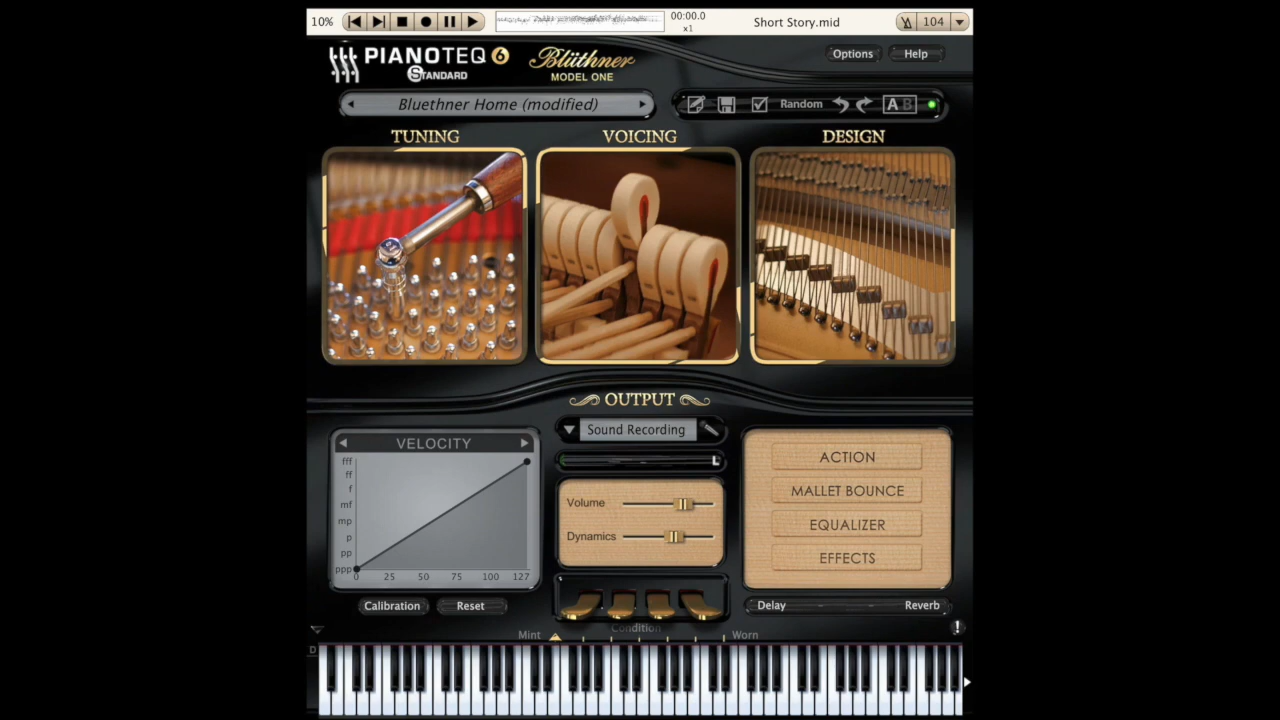 10%
00:00.0
x1
Short Story.mid
104
PIANOTEQ 6
STANDARD
Blüthner
MODEL ONE
Options
Help
Bluethner Home (modified)
Random
A B
TUNING
VOICING
DESIGN
OUTPUT
VELOCITY
fff
ff
f
mf
mp
p
pp
ppp
0 25 50 75 100 127
Calibration
Reset
Sound Recording
L
Volume
Dynamics
ACTION
MALLET BOUNCE
EQUALIZER
EFFECTS
Delay
Reverb
Mint
Condition
Worn
!
D